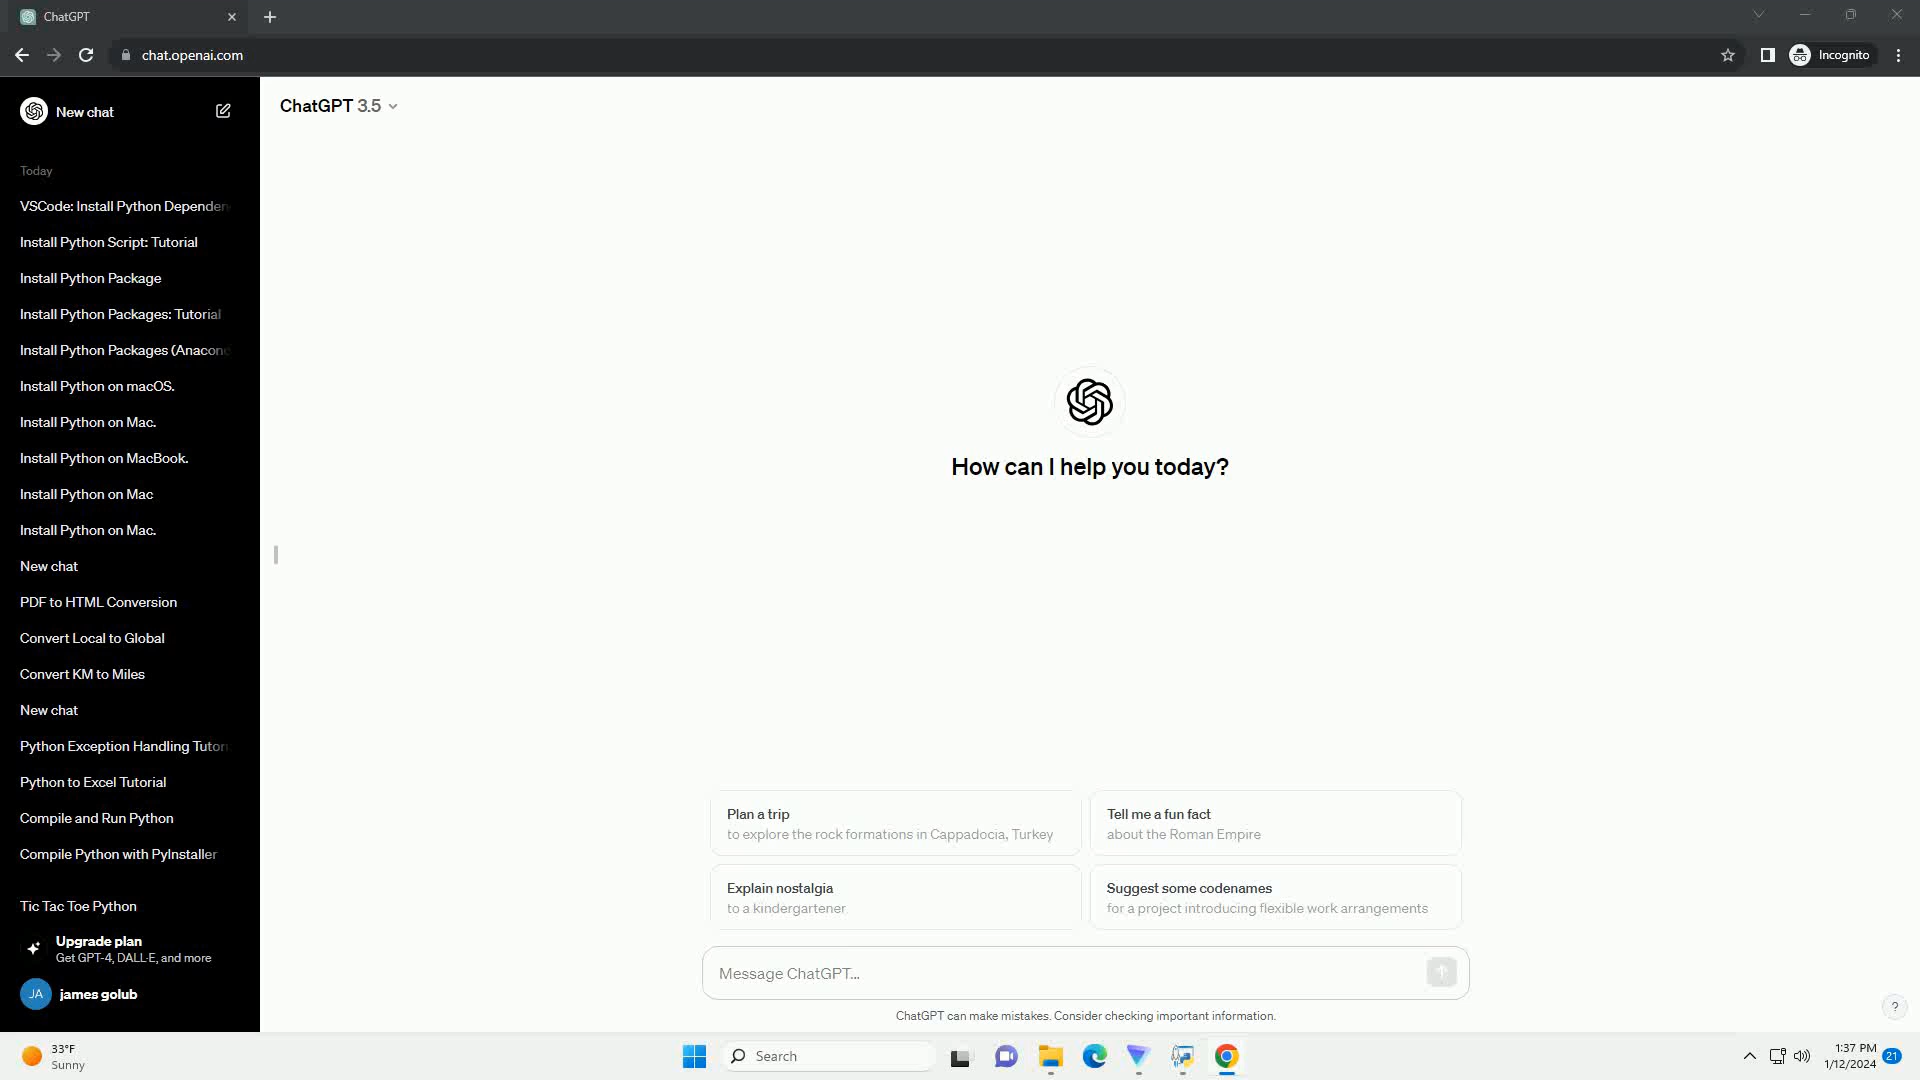 ChatGPT
chat.openai.com
Incognito
New chat
ChatGPT 3.5
Today
VSCode: Install Python Dependen
Install Python Script: Tutorial
Install Python Package
Install Python Packages: Tutorial
Install Python Packages (Anacon
Install Python on macOS.
Install Python on Mac.
Install Python on MacBook.
Install Python on Mac
Install Python on Mac.
New chat
PDF to HTML Conversion
Convert Local to Global
Convert KM to Miles
New chat
Python Exception Handling Tutor
Python to Excel Tutorial
Compile and Run Python
Compile Python with PyInstaller
Tic Tac Toe Python
Upgrade plan
Get GPT-4, DALL·E, and more
JA
james golub
How can I help you today?
Plan a trip
to explore the rock formations in Cappadocia, Turkey
Tell me a fun fact
about the Roman Empire
Explain nostalgia
to a kindergartener
Suggest some codenames
for a project introducing flexible work arrangements
Message ChatGPT...
ChatGPT can make mistakes. Consider checking important information.
?
33°F
Sunny
Search
1:37 PM
1/12/2024
21